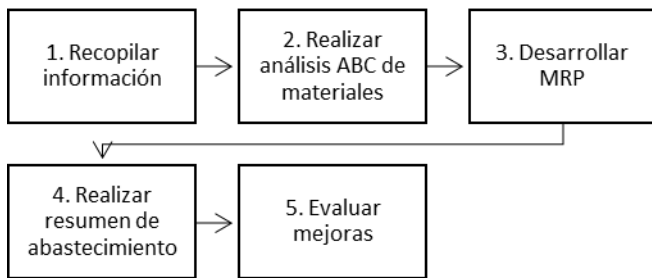 1. Recopilar
información
2. Realizar
análisis ABC de
materiales
3. Desarrollar
MRP
4. Realizar
resumen de
abastecimiento
5. Evaluar
mejoras